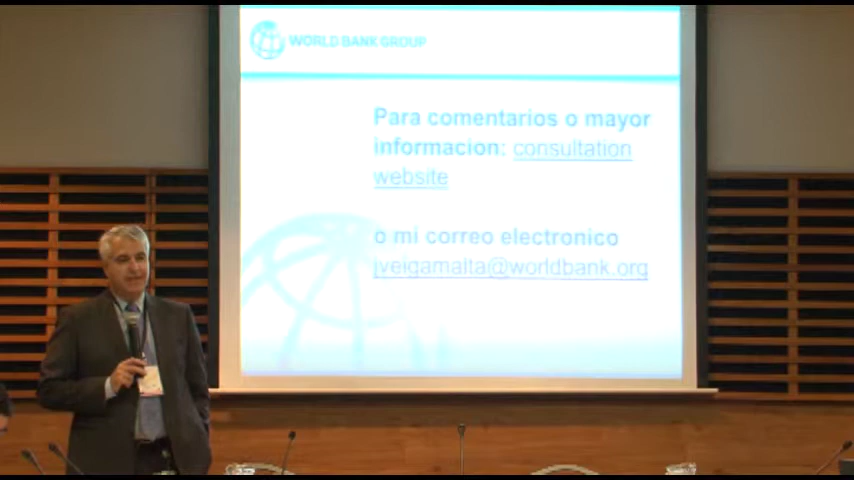 WORLD BANK GROUP
Para comentarios o mayor
informacion: consultation
website
o mi correo electronico
jveigamalta@worldbank.org